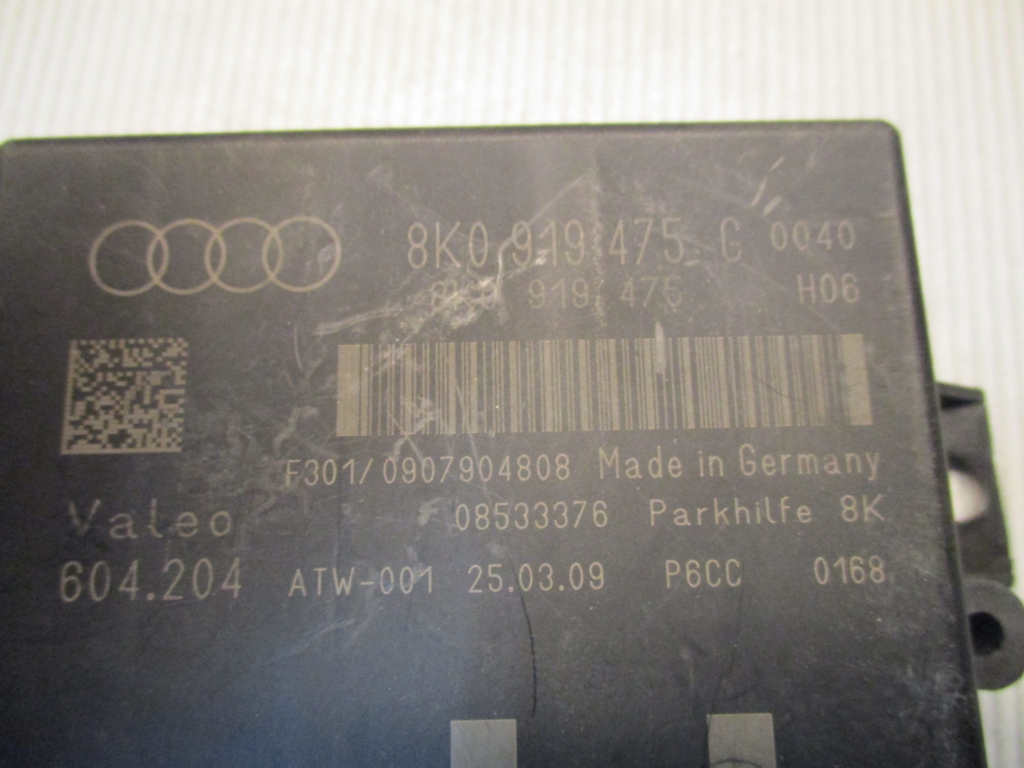 8K0 919 475 G 0040
919 475 H06
F301/0907904808 Made in Germany
Valeo 08533376 Parkhilfe 8K
604.204 ATW-001 25.03.09 P6CC 0168